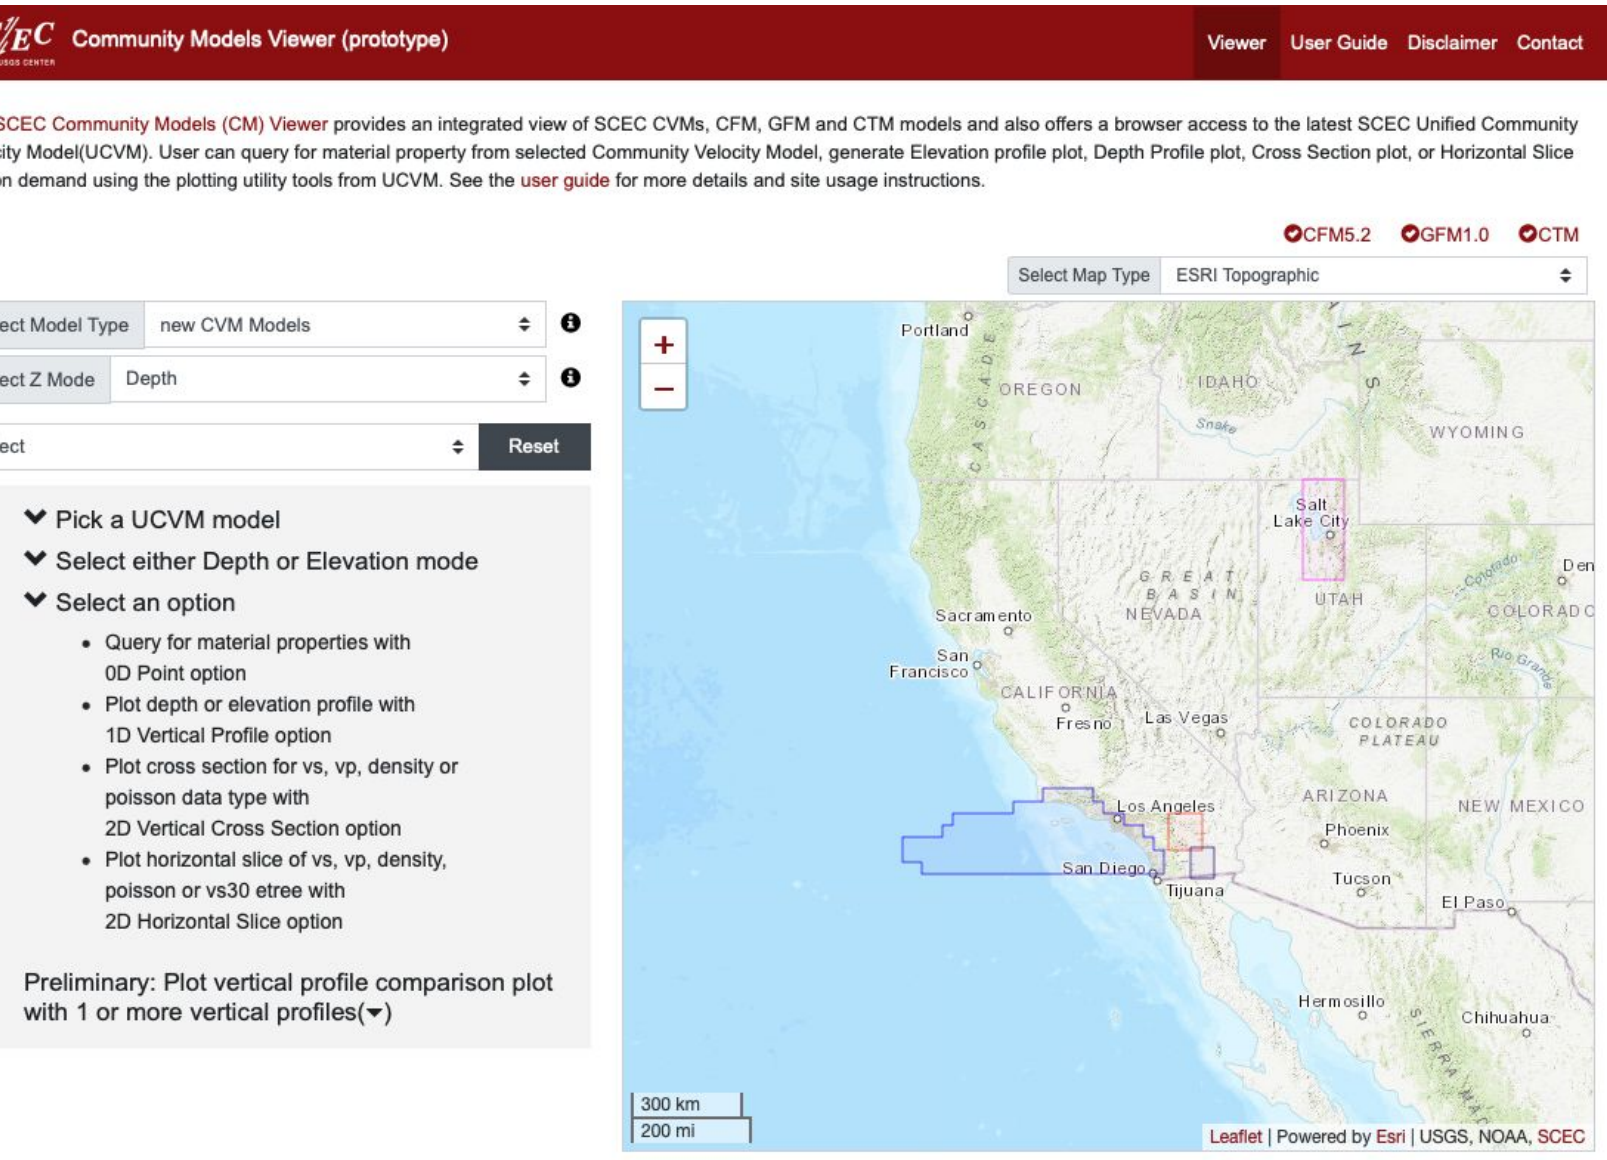 EC
USGS CENTER
Community Models Viewer (prototype)
Viewer User Guide Disclaimer Contact
SCEC Community Models (CM) Viewer provides an integrated view of SCEC CVMs, CFM, GFM and CTM models and also offers a browser access to the latest SCEC Unified Community
city Model(UCVM). User can query for material property from selected Community Velocity Model, generate Elevation profile plot, Depth Profile plot, Cross Section plot, or Horizontal Slice
on demand using the plotting utility tools from UCVM. See the user guide for more details and site usage instructions.
CFM5.2 GFM1.0 CTM
Select Map Type ESRI Topographic
ect Model Type new CVM Models
ect Z Mode Depth
ect Reset
Pick a UCVM model
Select either Depth or Elevation mode
Select an option
• Query for material properties with
0D Point option
• Plot depth or elevation profile with
1D Vertical Profile option
• Plot cross section for vs, vp, density or
poisson data type with
2D Vertical Cross Section option
• Plot horizontal slice of vs, vp, density,
poisson or vs30 etree with
2D Horizontal Slice option
Preliminary: Plot vertical profile comparison plot
with 1 or more vertical profiles(▾)
+
−
Portland
CASCADE
OREGON
IDAHO
Snake
WYOMING
Salt
Lake City
GREAT
BASIN
NEVADA
UTAH
Colorado
Den
COLORADO
Sacramento
San
Francisco
CALIFORNIA
Fresno
Las Vegas
Rio Grande
COLORADO
PLATEAU
Los Angeles
ARIZONA
NEW MEXICO
Phoenix
San Diego
Tijuana
Tucson
El Paso
Hermosillo
Chihuahua
SIERRA MAD
300 km
200 mi
Leaflet | Powered by Esri | USGS, NOAA, SCEC